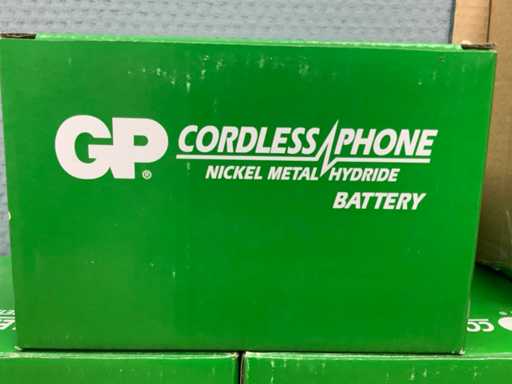 GP®
CORDLESS PHONE
NICKEL METAL HYDRIDE
BATTERY